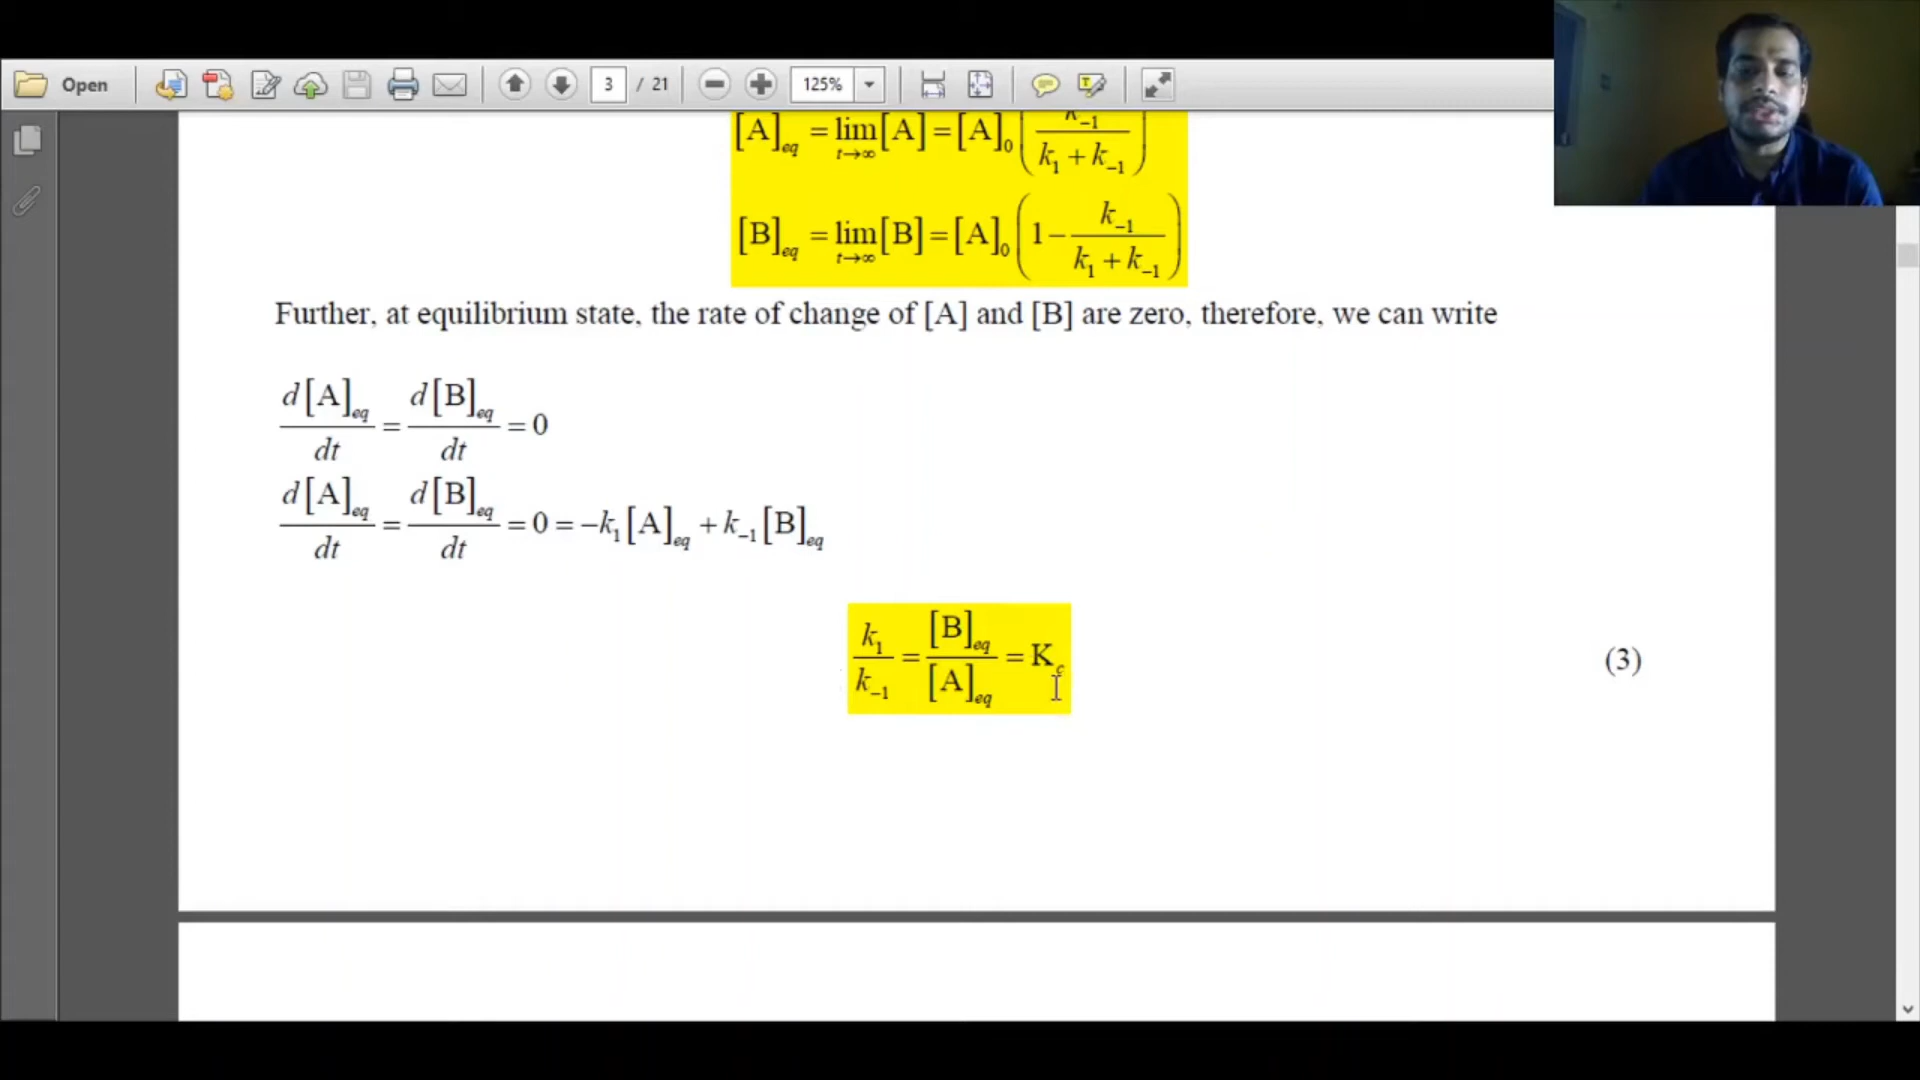 Open 3 / 21 125%
[A]eq = lim t→∞ [A] = [A]0 (k−1 / (k1 + k−1))
[B]eq = lim t→∞ [B] = [A]0 (1 − k−1 / (k1 + k−1))
Further, at equilibrium state, the rate of change of [A] and [B] are zero, therefore, we can write
d[A]eq / dt = d[B]eq / dt = 0
d[A]eq / dt = d[B]eq / dt = 0 = −k1[A]eq + k−1[B]eq
k1 / k−1 = [B]eq / [A]eq = Kc (3)